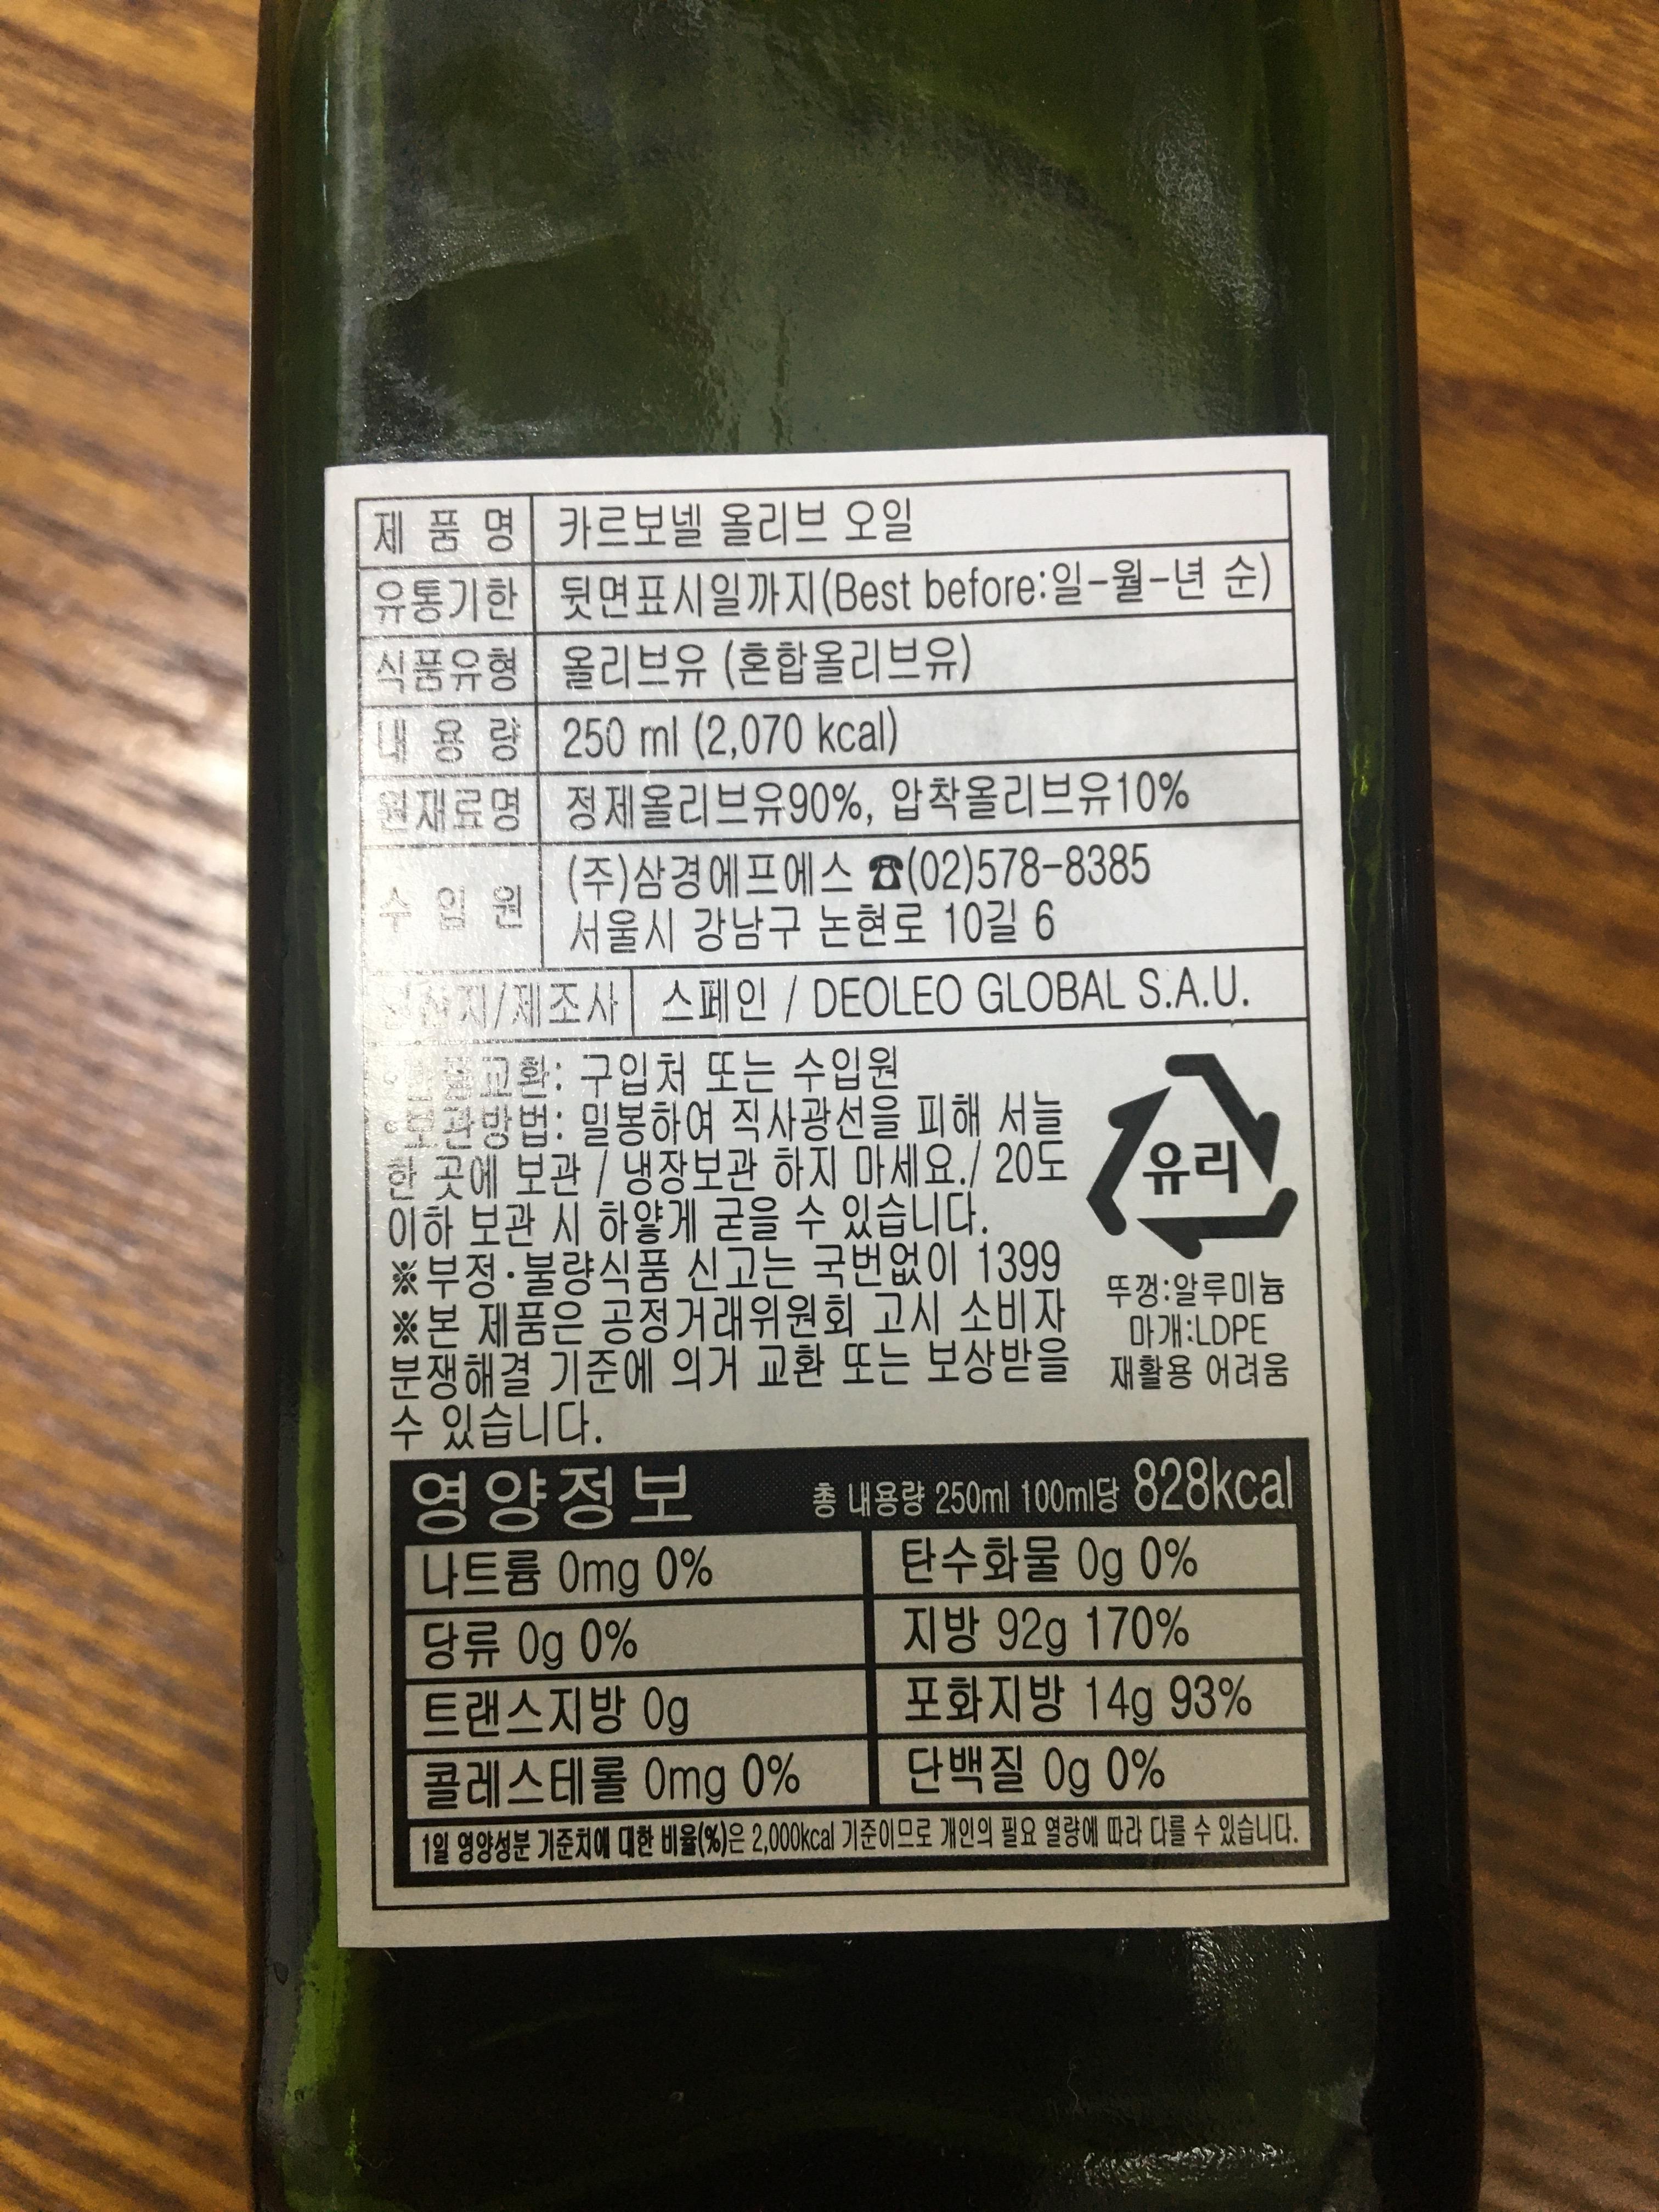 제 품 명 카르보넬 올리브 오일
유통기한 뒷면표시일까지(Best before:일-월-년 순)
식품유형 올리브유 (혼합올리브유)
내 용 량 250 ml (2,070 kcal)
원재료명 정제올리브유90%, 압착올리브유10%
수 입 원 (주)삼경에프에스 ☎(02)578-8385
서울시 강남구 논현로 10길 6
원산지/제조사 스페인 / DEOLEO GLOBAL S.A.U.
교환: 구입처 또는 수입원
◦보관방법: 밀봉하여 직사광선을 피해 서늘
한 곳에 보관 / 냉장보관 하지 마세요./ 20도
이하 보관 시 하얗게 굳을 수 있습니다.
※부정·불량식품 신고는 국번없이 1399
※본 제품은 공정거래위원회 고시 소비자
분쟁해결 기준에 의거 교환 또는 보상받을
수 있습니다.
유리
뚜껑:알루미늄
마개:LDPE
재활용 어려움
영양정보 총 내용량 250ml 100ml당 828kcal
나트륨 0mg 0% 탄수화물 0g 0%
당류 0g 0% 지방 92g 170%
트랜스지방 0g 포화지방 14g 93%
콜레스테롤 0mg 0% 단백질 0g 0%
1일 영양성분 기준치에 대한 비율(%)은 2,000kcal 기준이므로 개인의 필요 열량에 따라 다를 수 있습니다.